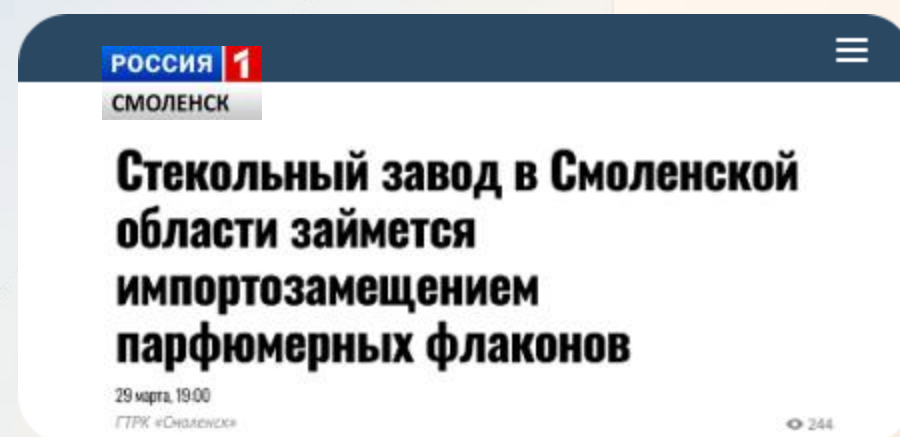 РОССИЯ 1
СМОЛЕНСК
Стекольный завод в Смоленской
области займется
импортозамещением
парфюмерных флаконов
29 марта, 19:00
ГТРК «Смоленск»
244